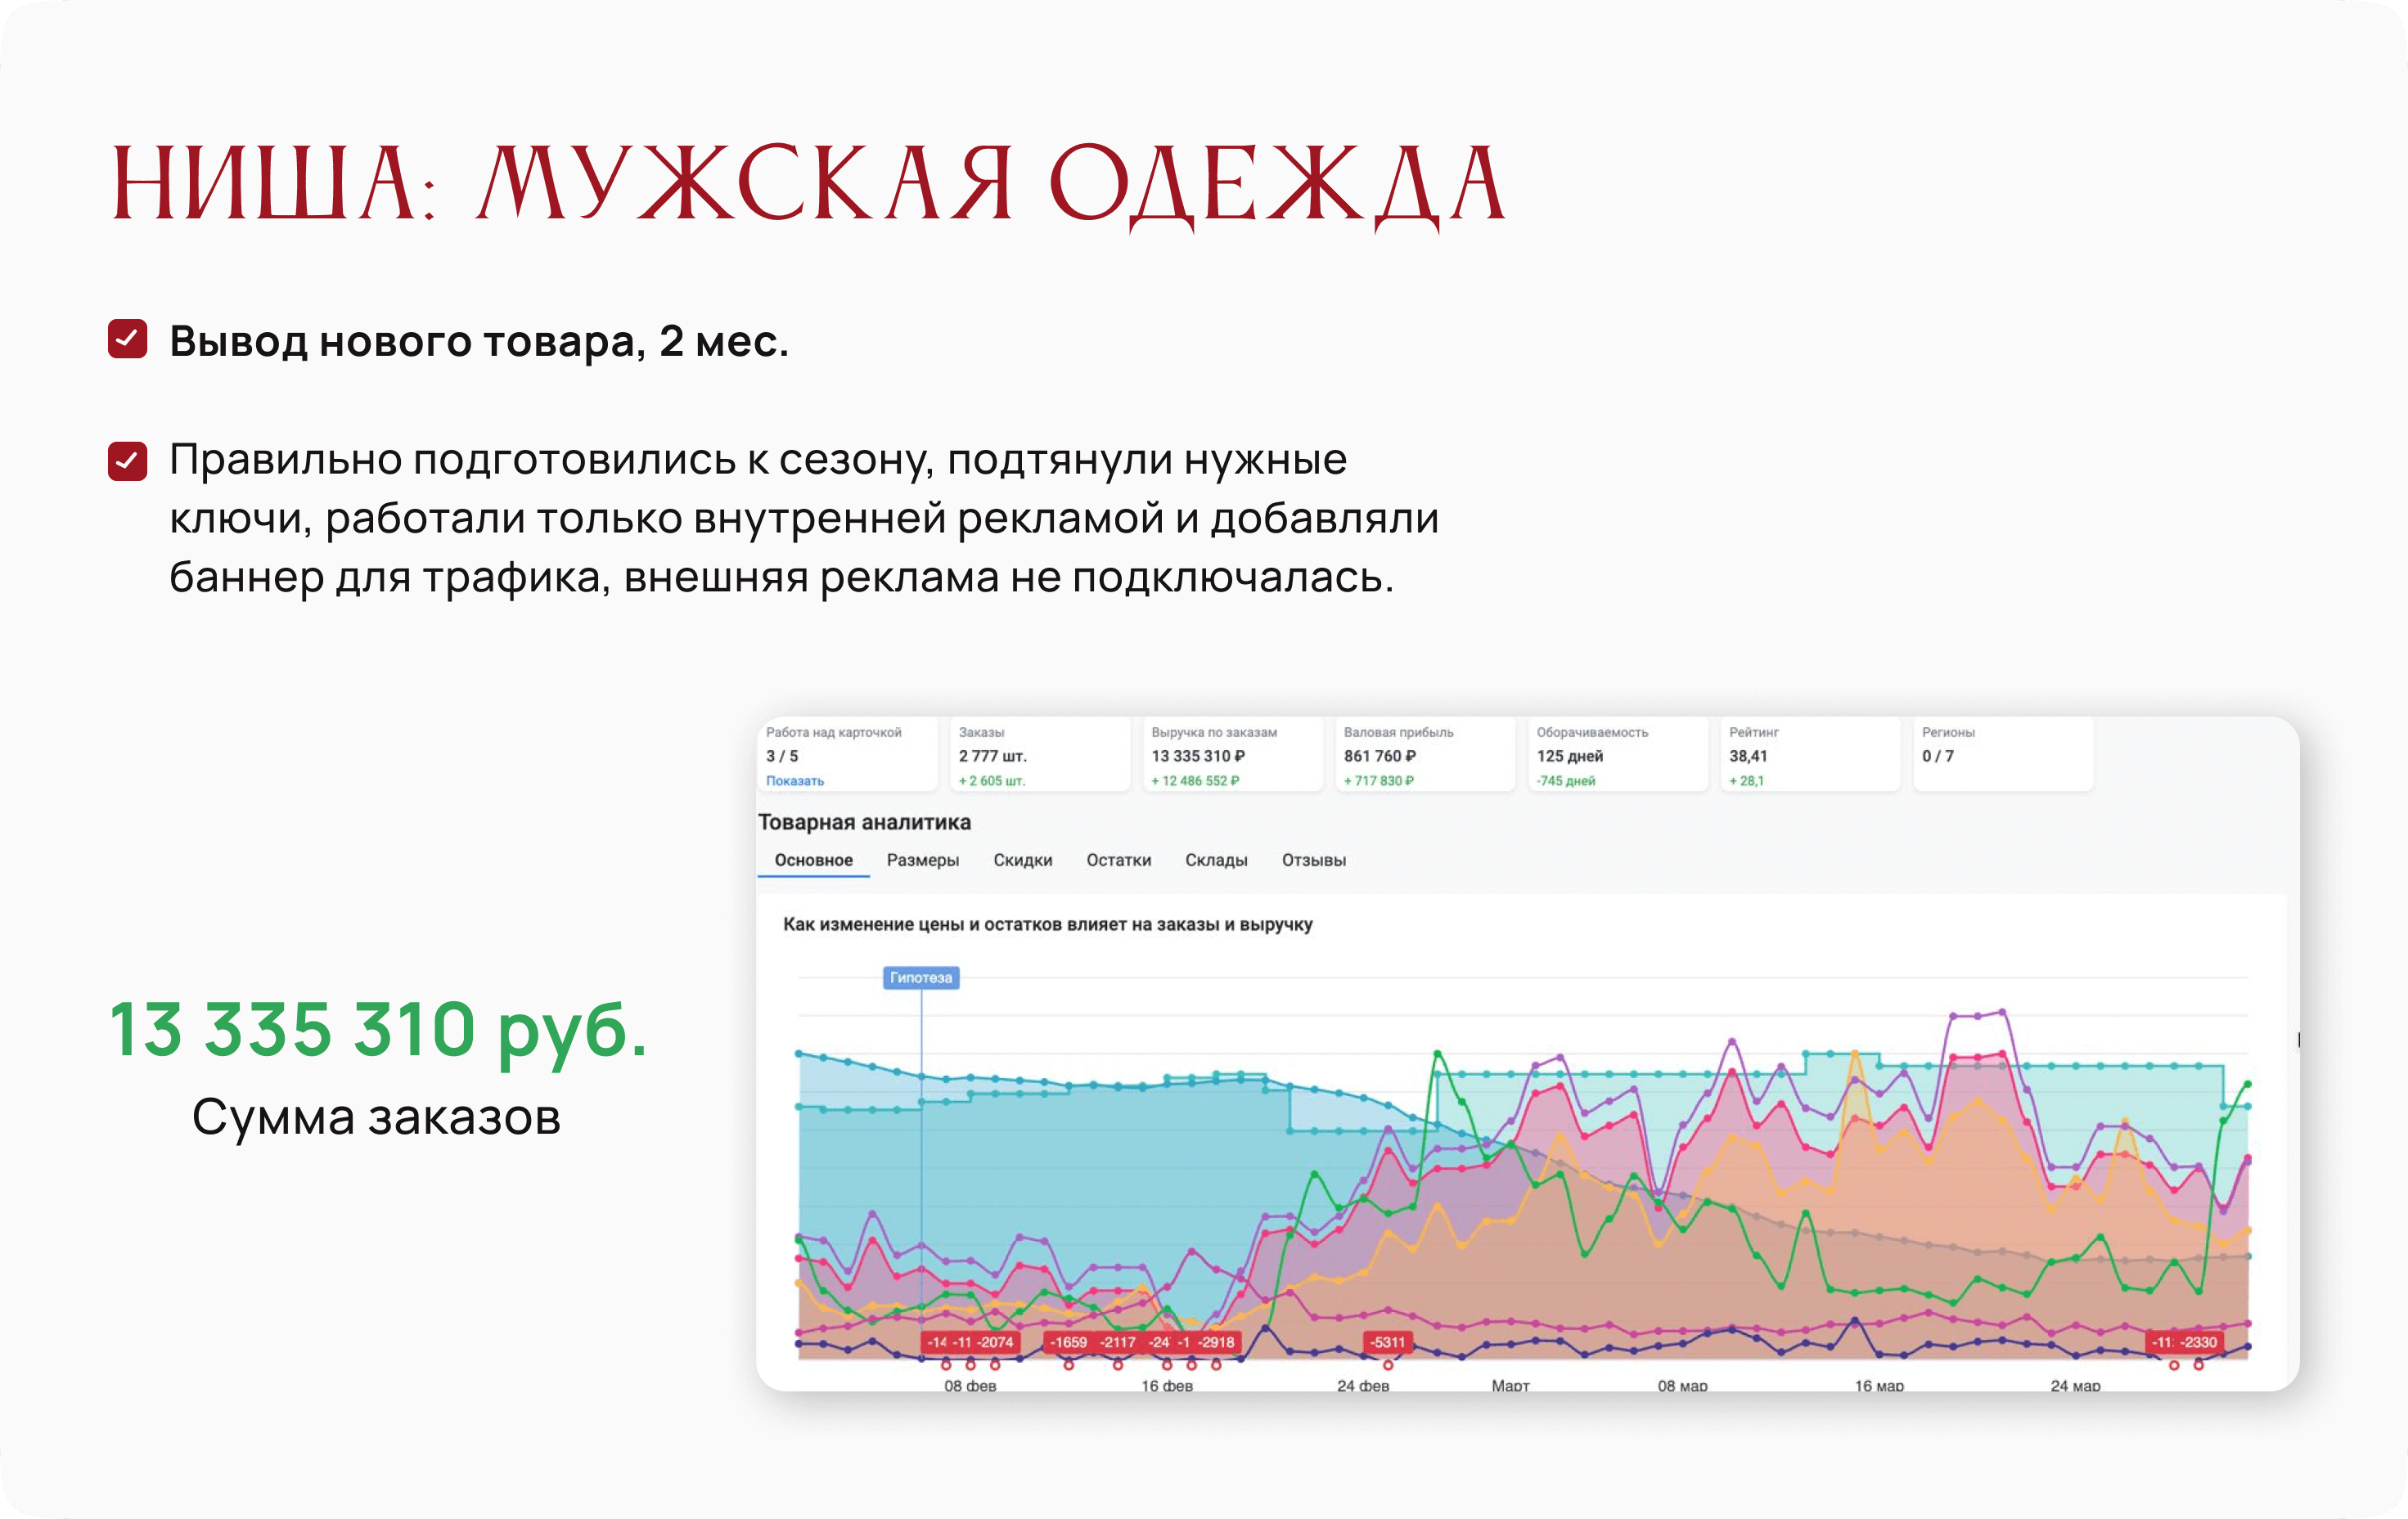 НИША: МУЖСКАЯ ОДЕЖДА
Вывод нового товара, 2 мес.
Правильно подготовились к сезону, подтянули нужные
ключи, работали только внутренней рекламой и добавляли
баннер для трафика, внешняя реклама не подключалась.
13 335 310 руб.
Сумма заказов
Работа над карточкой
3 / 5
Показать
Заказы
2 777 шт.
+ 2 605 шт.
Выручка по заказам
13 335 310 ₽
+ 12 486 552 ₽
Валовая прибыль
861 760 ₽
+ 717 830 ₽
Оборачиваемость
125 дней
-745 дней
Рейтинг
38,41
+ 28,1
Регионы
0 / 7
Товарная аналитика
Основное Размеры Скидки Остатки Склады Отзывы
Как изменение цены и остатков влияет на заказы и выручку
Гипотеза
-14 -11 -2074 -1659 -2117 -24 -1 -2918 -5311 -11 -2330
08 фев 16 фев 24 фев Март 08 мар 16 мар 24 мар